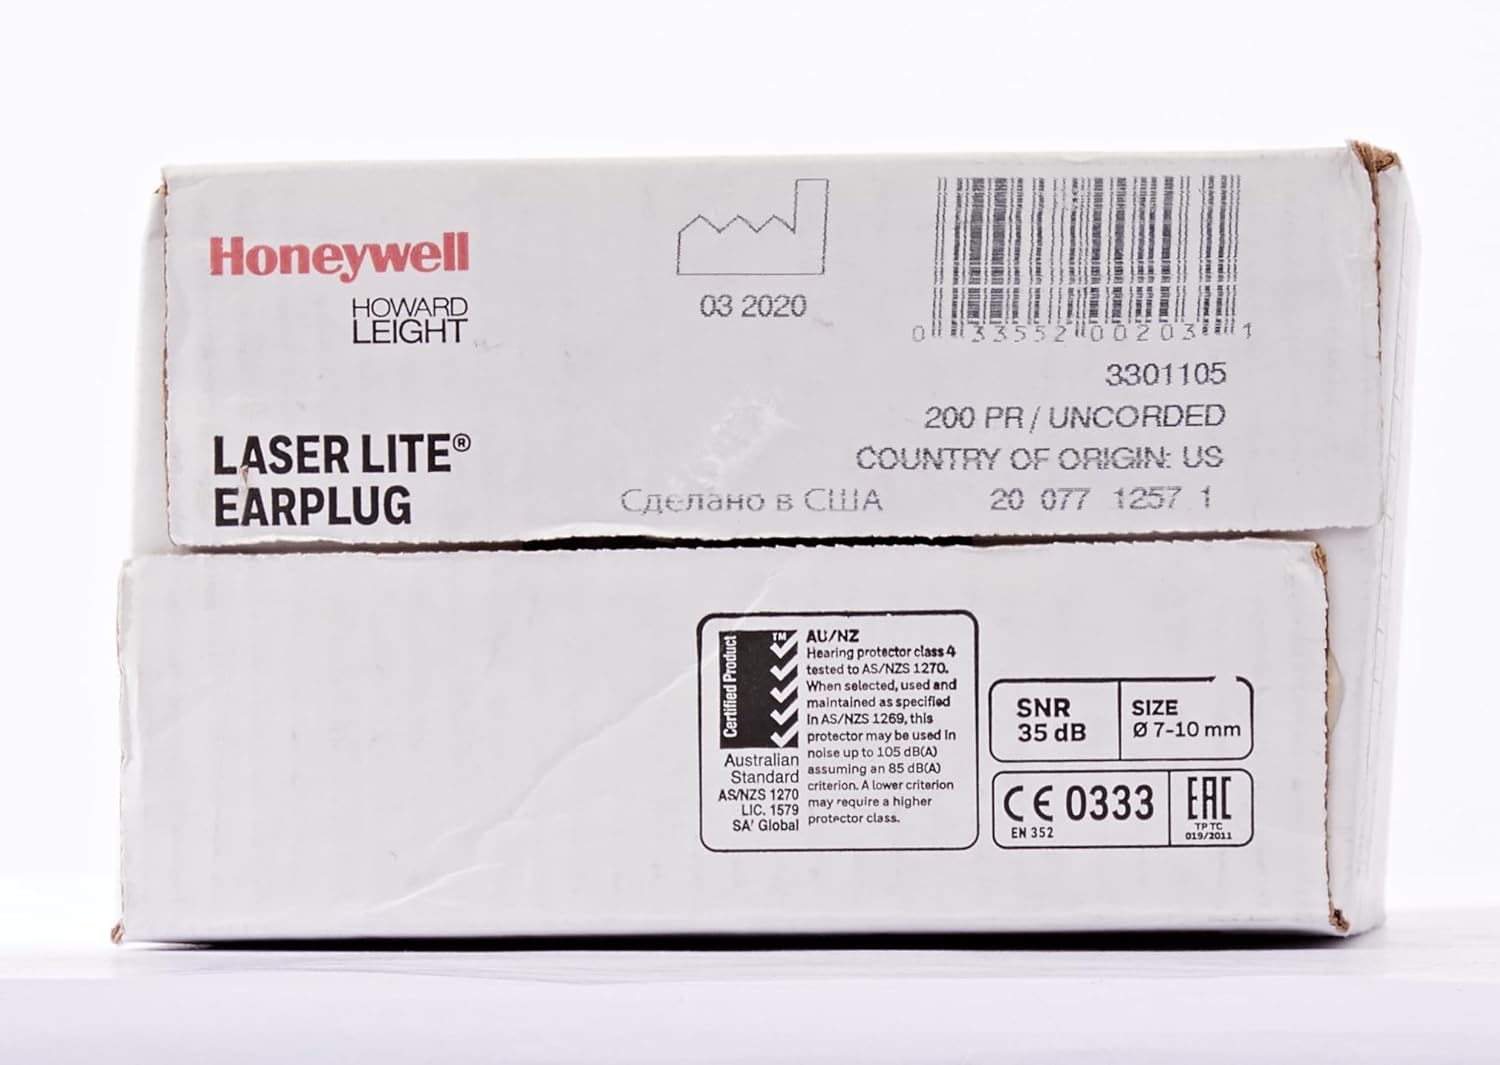 Honeywell
HOWARD
LEIGHT
LASER LITE®
EARPLUG
03 2020
0 33552 00203 1
3301105
200 PR / UNCORDED
COUNTRY OF ORIGIN: US
Сделано в США
20 077 1257 1
Certified Product
TM
Australian
Standard
AS/NZS 1270
LIC. 1579
SA' Global
AU/NZ
Hearing protector class 4
tested to AS/NZS 1270.
When selected, used and
maintained as specified
in AS/NZS 1269, this
protector may be used in
noise up to 105 dB(A)
assuming an 85 dB(A)
criterion. A lower criterion
may require a higher
protector class.
SNR
35 dB
SIZE
Ø 7-10 mm
CE 0333
EN 352
EAC
TP TC
019/2011